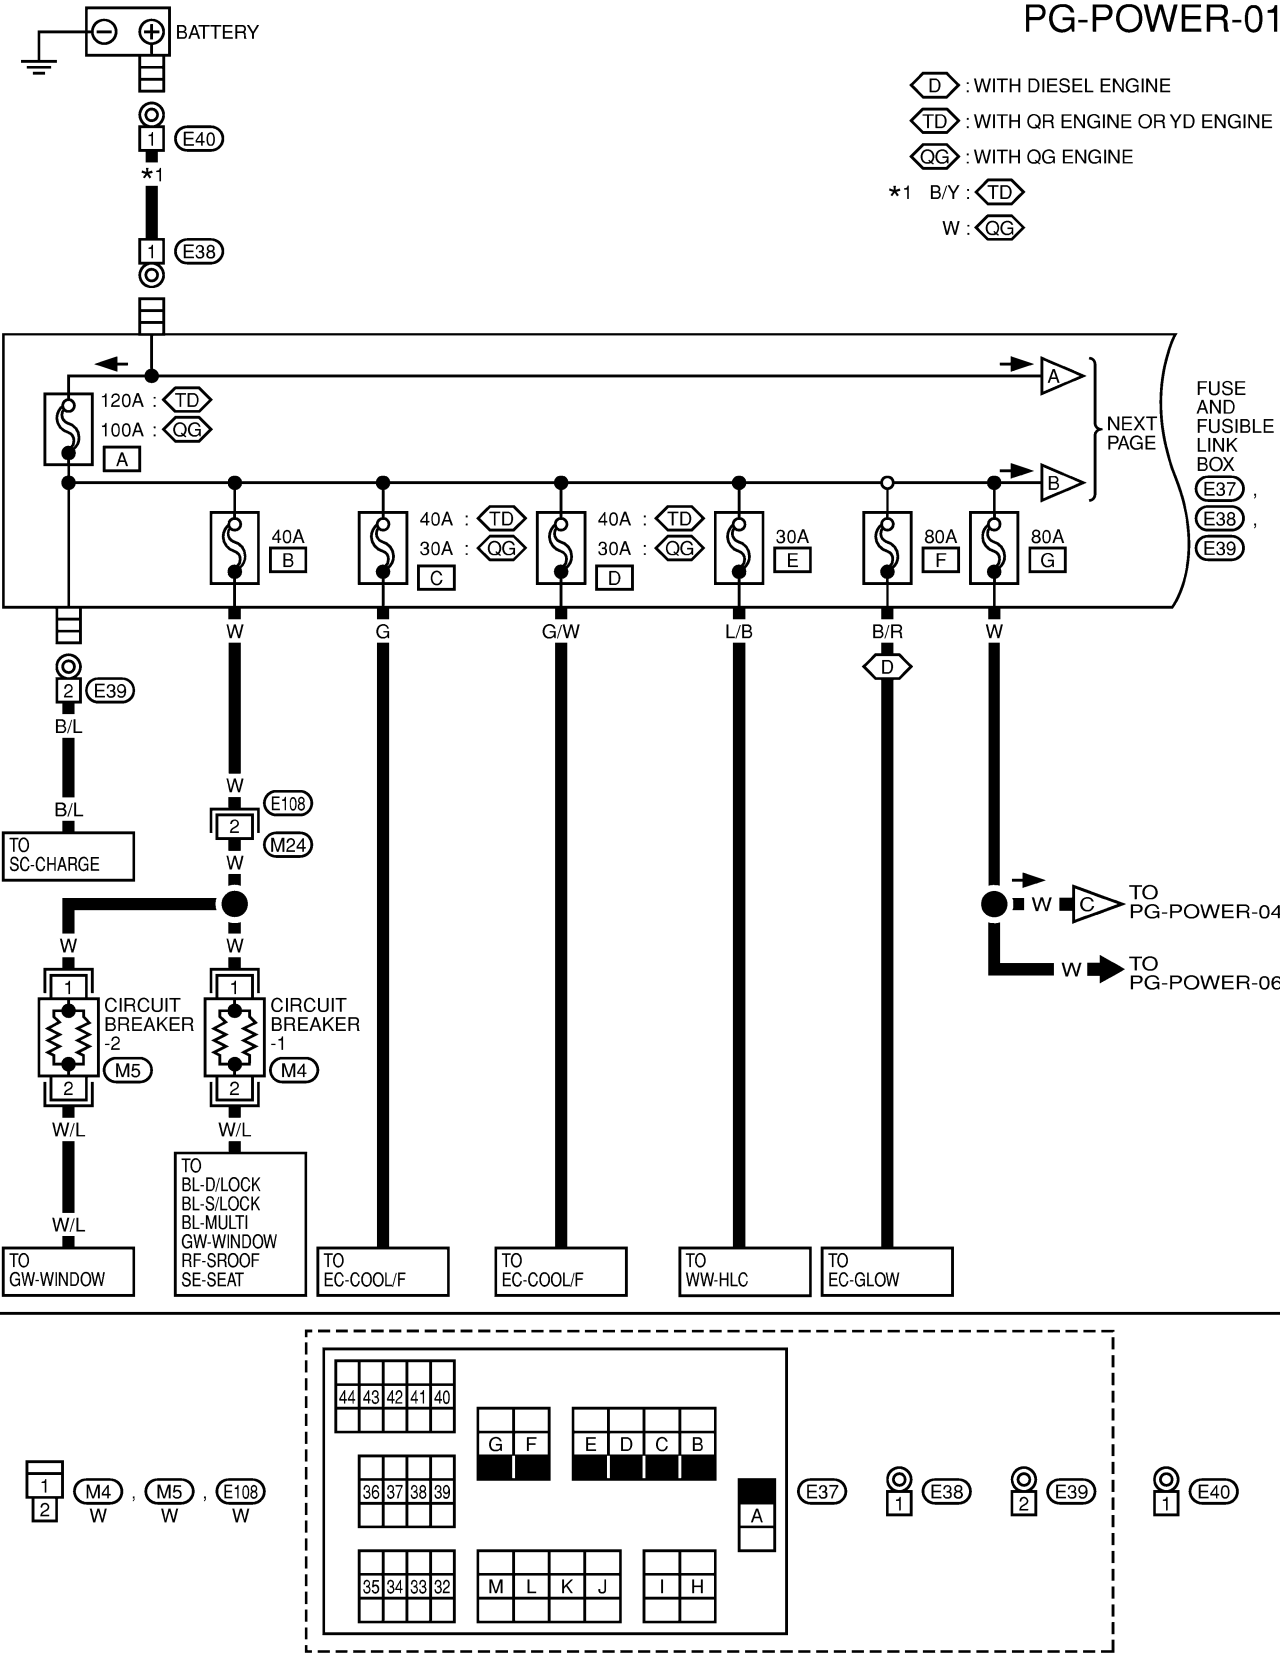 PG-POWER-01
BATTERY
D : WITH DIESEL ENGINE
TD : WITH QR ENGINE OR YD ENGINE
QG : WITH QG ENGINE
*1 B/Y : TD
W : QG
1 E40
*1
1 E38
A
120A : TD
100A : QG
A
NEXT
PAGE
FUSE
AND
FUSIBLE
LINK
BOX
E37 ,
E38 ,
E39
B
40A
B
40A : TD
30A : QG
C
40A : TD
30A : QG
D
30A
E
80A
F
80A
G
W G G/W L/B B/R W
D
2 E39
B/L
W
B/L
E108
2
M24
W
TO
SC-CHARGE
W C TO
PG-POWER-04
W TO
PG-POWER-06
W W
1 1
CIRCUIT
BREAKER
-2
M5
CIRCUIT
BREAKER
-1
M4
2 2
W/L W/L
W/L
TO
GW-WINDOW
TO
BL-D/LOCK
BL-S/LOCK
BL-MULTI
GW-WINDOW
RF-SROOF
SE-SEAT
TO
EC-COOL/F
TO
EC-COOL/F
TO
WW-HLC
TO
EC-GLOW
44 43 42 41 40
G F E D C B
36 37 38 39
A
35 34 33 32 M L K J I H
1
2
M4 , M5 , E108
W W W
E37
1 E38
2 E39
1 E40